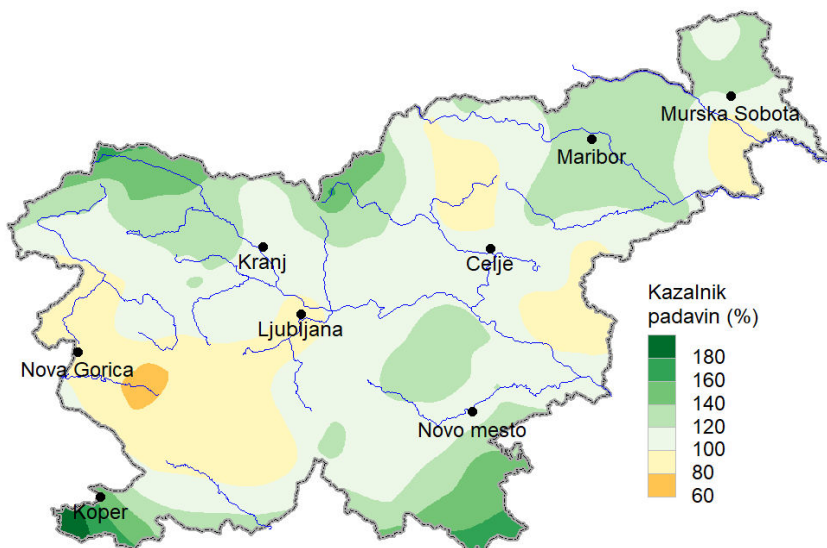 Murska Sobota
Maribor
Kranj
Celje
Ljubljana
Nova Gorica
Novo mesto
Koper
Kazalnik
padavin (%)
180
160
140
120
100
80
60